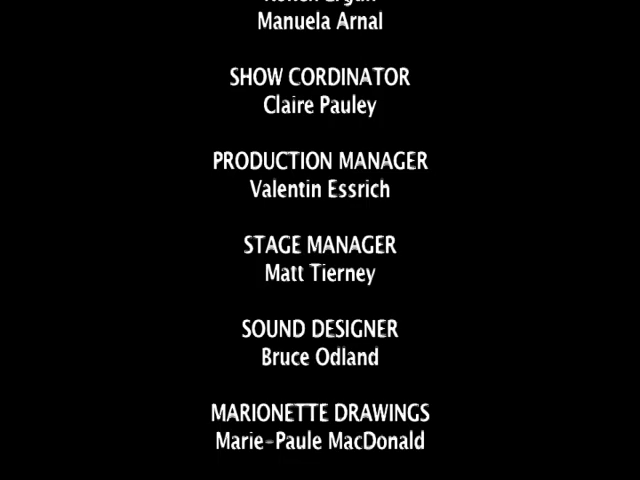 Manuela Arnal
SHOW CORDINATOR
Claire Pauley
PRODUCTION MANAGER
Valentin Essrich
STAGE MANAGER
Matt Tierney
SOUND DESIGNER
Bruce Odland
MARIONETTE DRAWINGS
Marie-Paule MacDonald